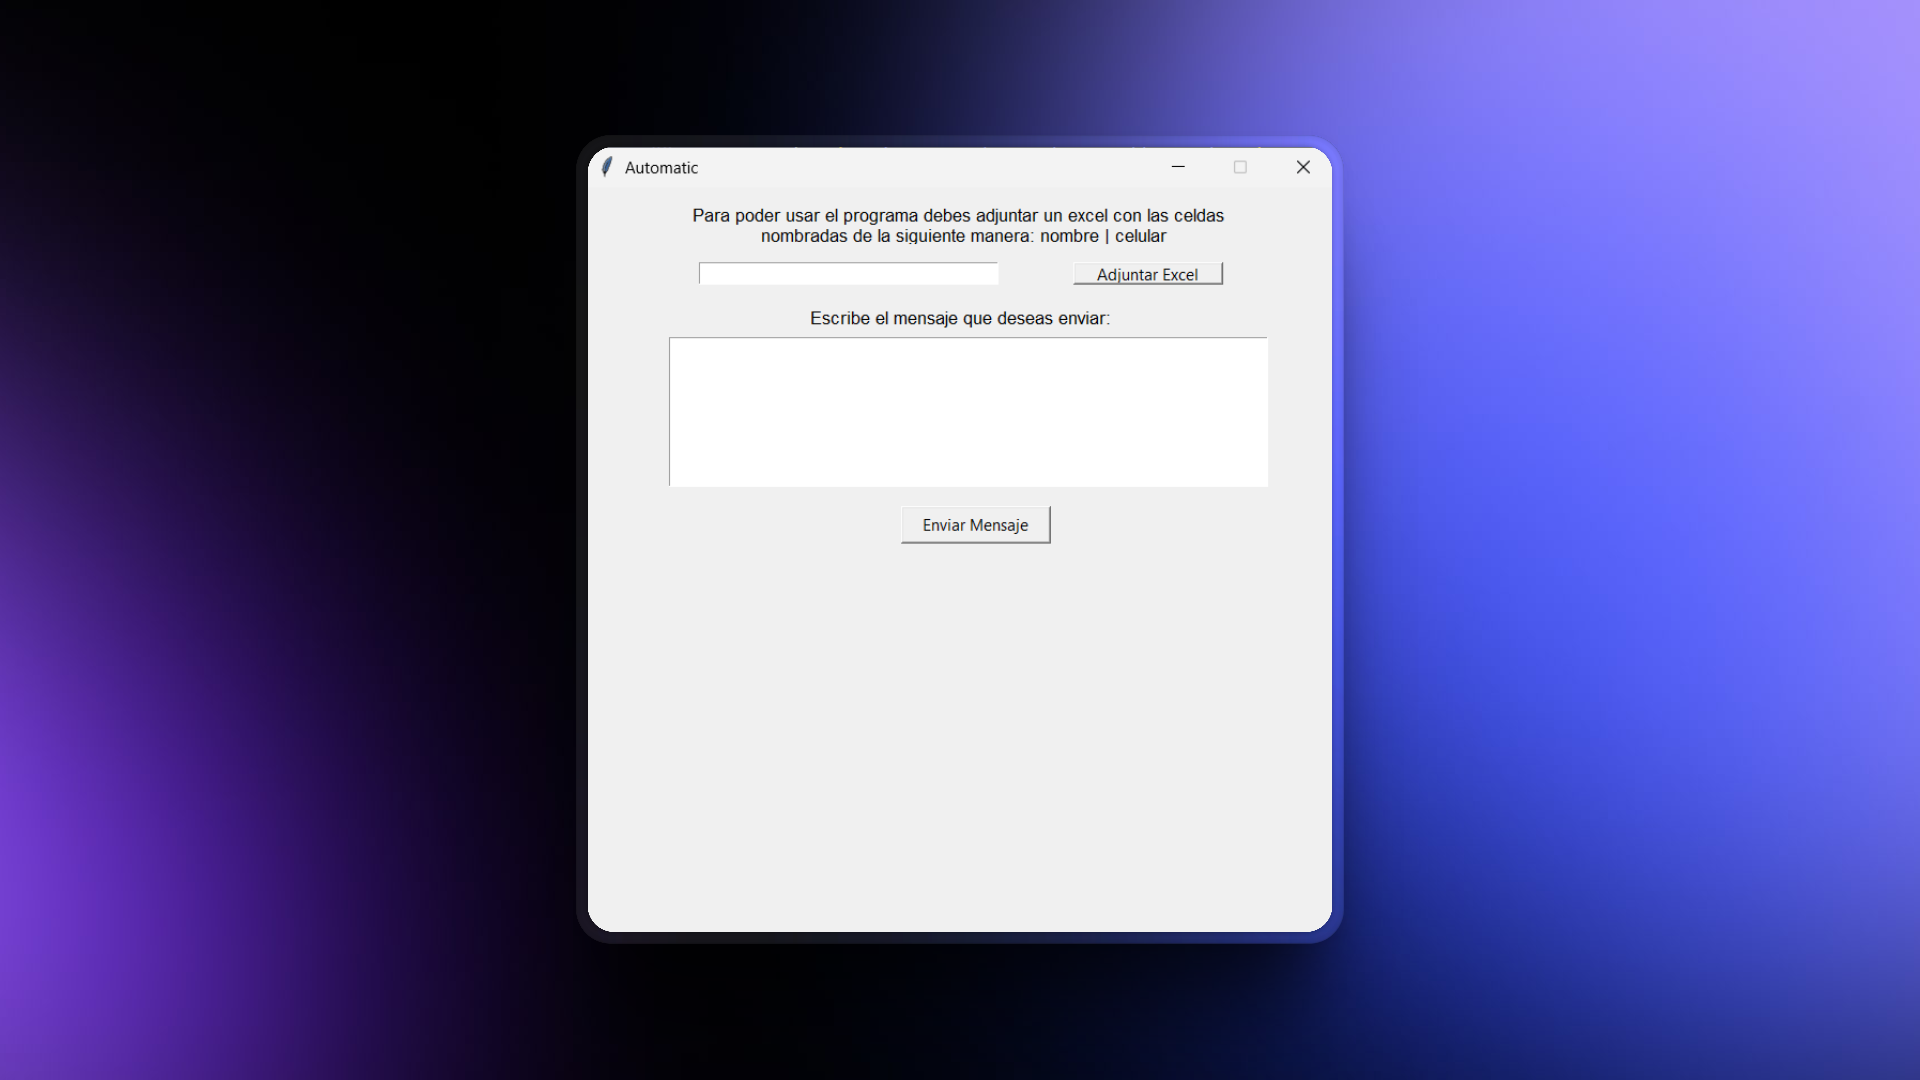 Automatic
Para poder usar el programa debes adjuntar un excel con las celdas
nombradas de la siguiente manera: nombre | celular
Adjuntar Excel
Escribe el mensaje que deseas enviar:
Enviar Mensaje